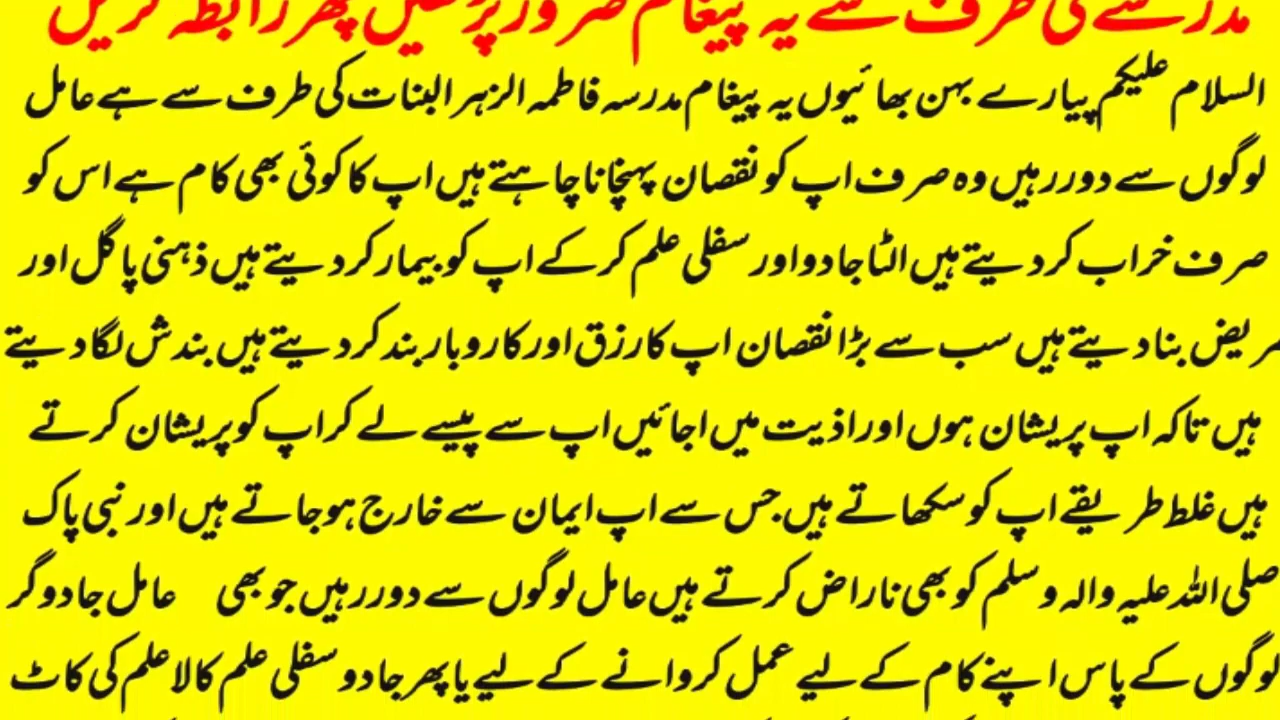 مدرسے کی طرف سے یہ پیغام ضرور پڑھیں پھر رابطہ کریں
السلام علیکم پیارے بہن بھائیوں یہ پیغام مدرسہ فاطمہ الزہرا لبنات کی طرف سے ہے عامل
لوگوں سے دور رہیں وہ صرف اپ کو نقصان پہنچانا چاہتے ہیں اپ کا کوئی بھی کام ہے اس کو
صرف خراب کر دیتے ہیں الٹا جادو اور سفلی علم کر کے اپ کو بیمار کر دیتے ہیں ذہنی پاگل اور
مریض بنا دیتے ہیں سب سے بڑا نقصان اپ کا رزق اور کاروبار بند کر دیتے ہیں بندش لگا دیتے
ہیں تاکہ اپ پریشان ہوں اور اذیت میں اجائیں اپ سے پیسے لے کر اپ کو پریشان کرتے
ہیں غلط طریقے اپ کو سکھاتے ہیں جس سے اپ ایمان سے خارج ہو جاتے ہیں اور نبی پاک
صلی اللہ علیہ والہ وسلم کو بھی ناراض کرتے ہیں عامل لوگوں سے دور رہیں جو بھی عامل جادوگر
لوگوں کے پاس اپنے کام کے لیے عمل کروانے کے لیے یا پھر جادو سفلی علم کالا علم کی کاٹ